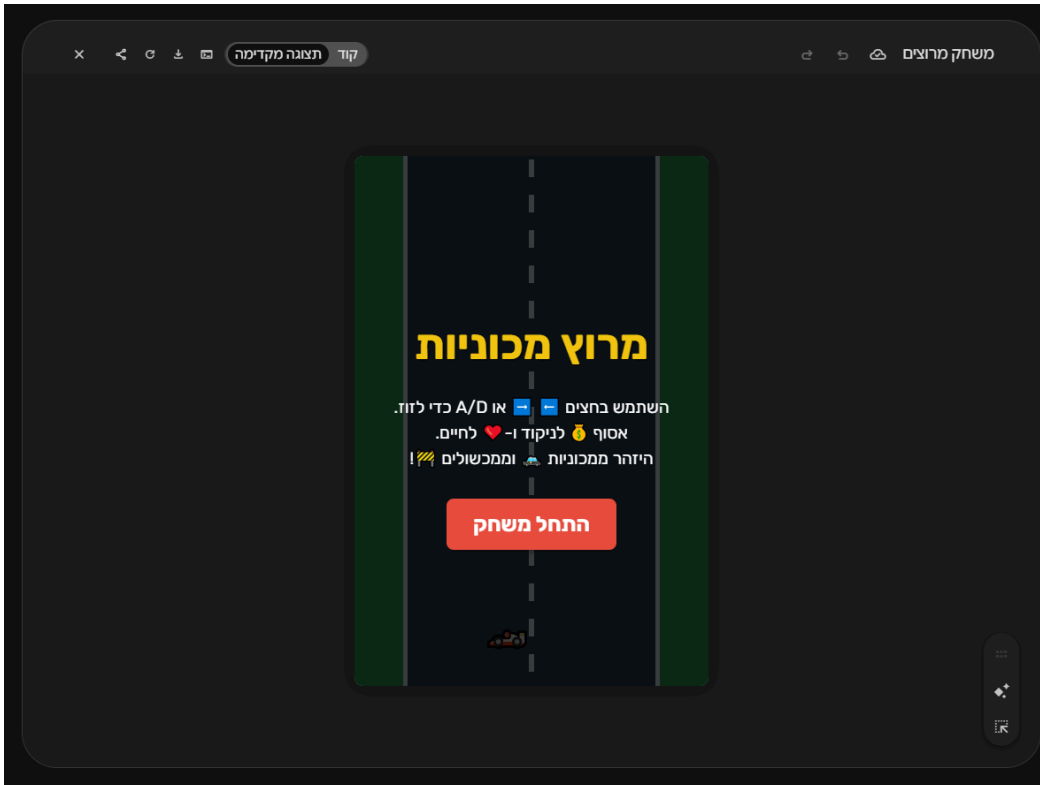 משחק מרוצים
קוד
תצוגה מקדימה
מרוץ מכוניות
השתמש בחצים ⬅️ ➡️ או A/D כדי לזוז.
אסוף 💰 לניקוד ו-❤️ לחיים.
היזהר ממכוניות 🚓 וממכשולים 🚧!
התחל משחק